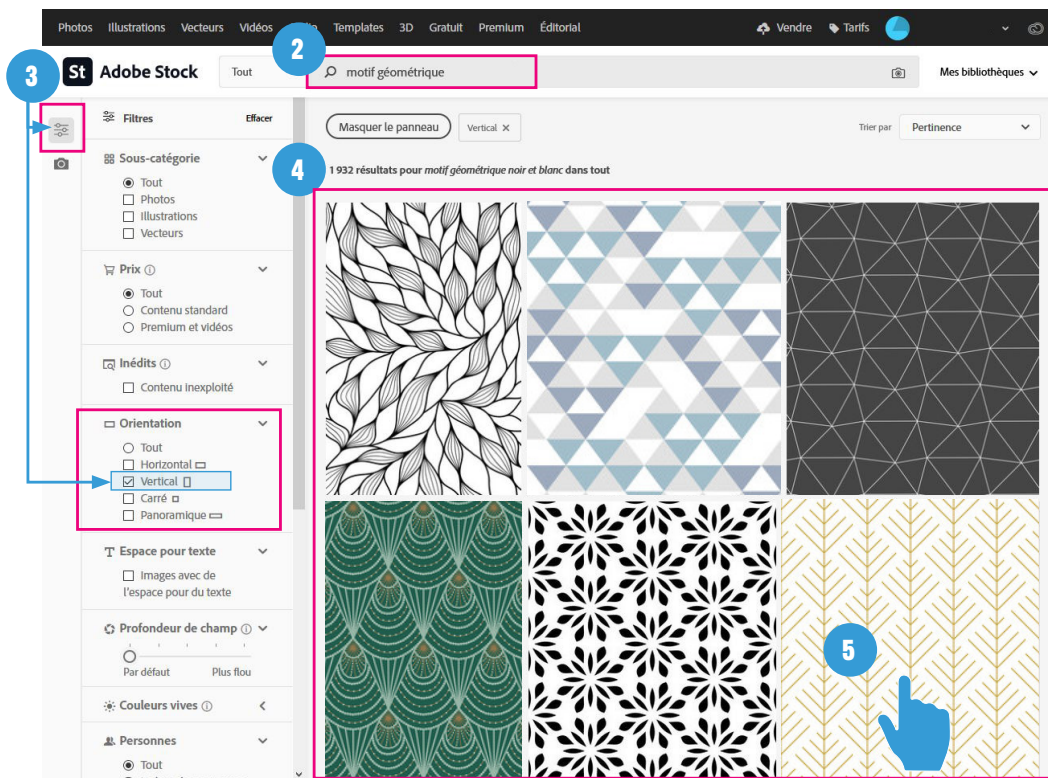 Photos Illustrations Vecteurs Vidéos Templates 3D Gratuit Premium Éditorial Vendre Tarifs
2
3
St Adobe Stock Tout motif géométrique Mes bibliothèques
Filtres Effacer
Masquer le panneau Vertical × Trier par Pertinence
Sous-catégorie
4
1 932 résultats pour motif géométrique noir et blanc dans tout
Tout
Photos
Illustrations
Vecteurs
Prix
Tout
Contenu standard
Premium et vidéos
Inédits
Contenu inexploité
Orientation
Tout
Horizontal
Vertical
Carré
Panoramique
T Espace pour texte
Images avec de
l'espace pour du texte
Profondeur de champ
Par défaut Plus flou
5
Couleurs vives
Personnes
Tout